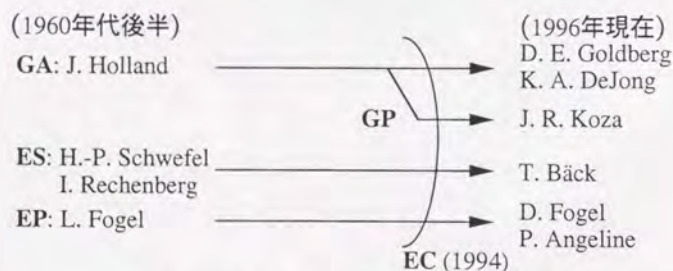 (1960年代後半)
GA: J. Holland
ES: H.-P. Schwefel
I. Rechenberg
EP: L. Fogel
GP
EC (1994)
(1996年現在)
D. E. Goldberg
K. A. DeJong
J. R. Koza
T. Bäck
D. Fogel
P. Angeline